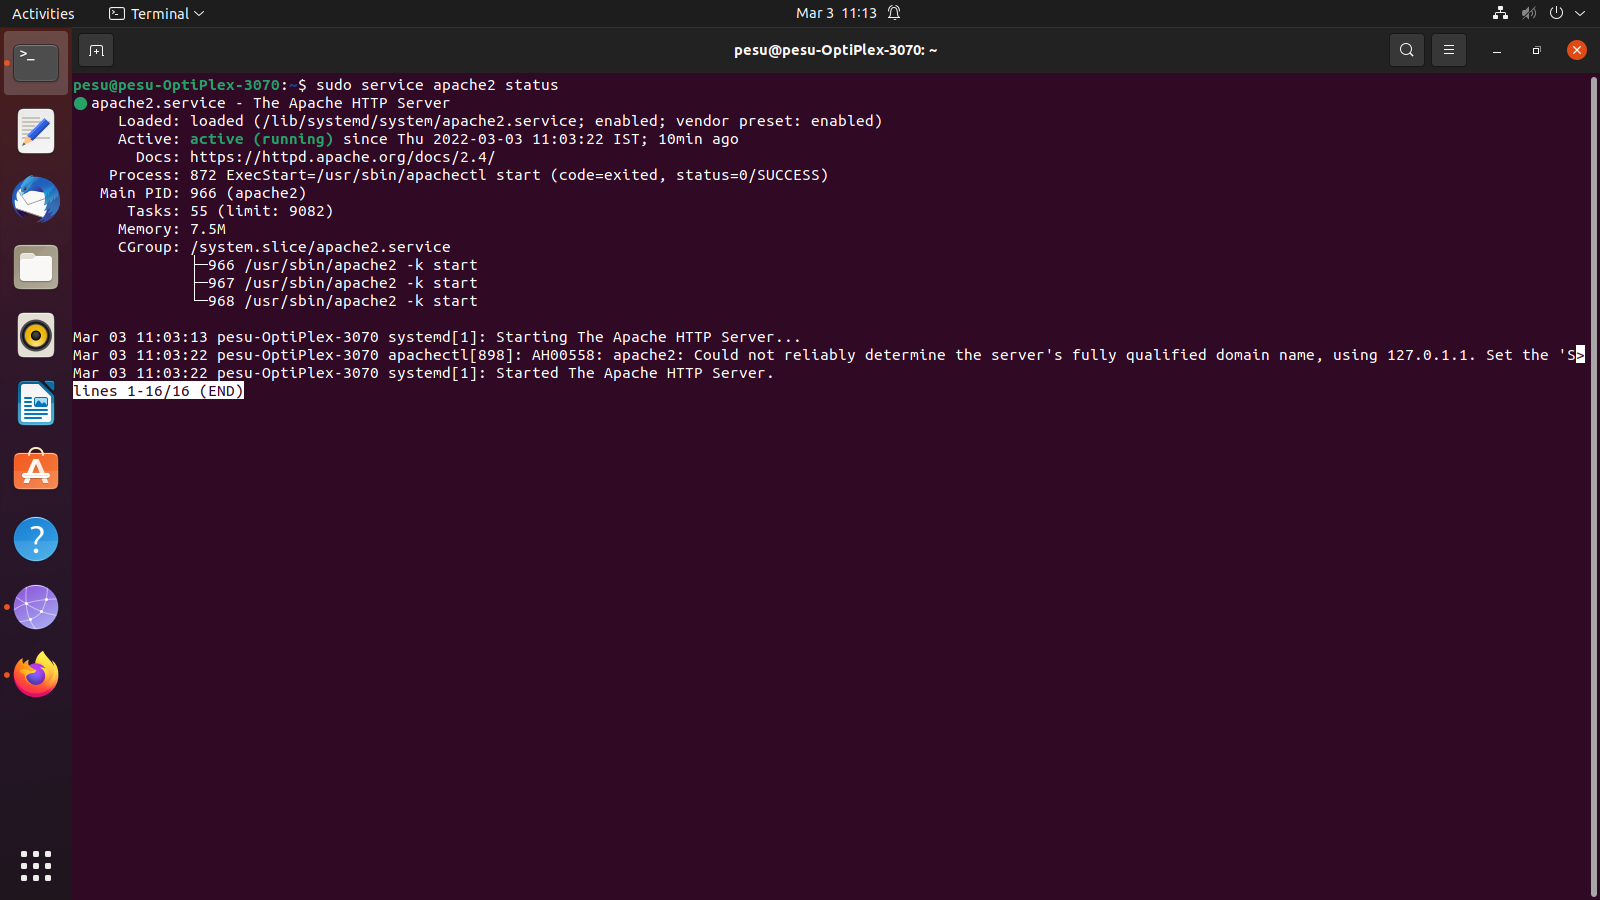 Activities
Terminal
Mar 3 11:13
pesu@pesu-OptiPlex-3070: ~
pesu@pesu-OptiPlex-3070:~$ sudo service apache2 status
apache2.service - The Apache HTTP Server
Loaded: loaded (/lib/systemd/system/apache2.service; enabled; vendor preset: enabled)
Active: active (running) since Thu 2022-03-03 11:03:22 IST; 10min ago
Docs: https://httpd.apache.org/docs/2.4/
Process: 872 ExecStart=/usr/sbin/apachectl start (code=exited, status=0/SUCCESS)
Main PID: 966 (apache2)
Tasks: 55 (limit: 9082)
Memory: 7.5M
CGroup: /system.slice/apache2.service
├─966 /usr/sbin/apache2 -k start
├─967 /usr/sbin/apache2 -k start
└─968 /usr/sbin/apache2 -k start
Mar 03 11:03:13 pesu-OptiPlex-3070 systemd[1]: Starting The Apache HTTP Server...
Mar 03 11:03:22 pesu-OptiPlex-3070 apachectl[898]: AH00558: apache2: Could not reliably determine the server's fully qualified domain name, using 127.0.1.1. Set the 'S>
Mar 03 11:03:22 pesu-OptiPlex-3070 systemd[1]: Started The Apache HTTP Server.
lines 1-16/16 (END)